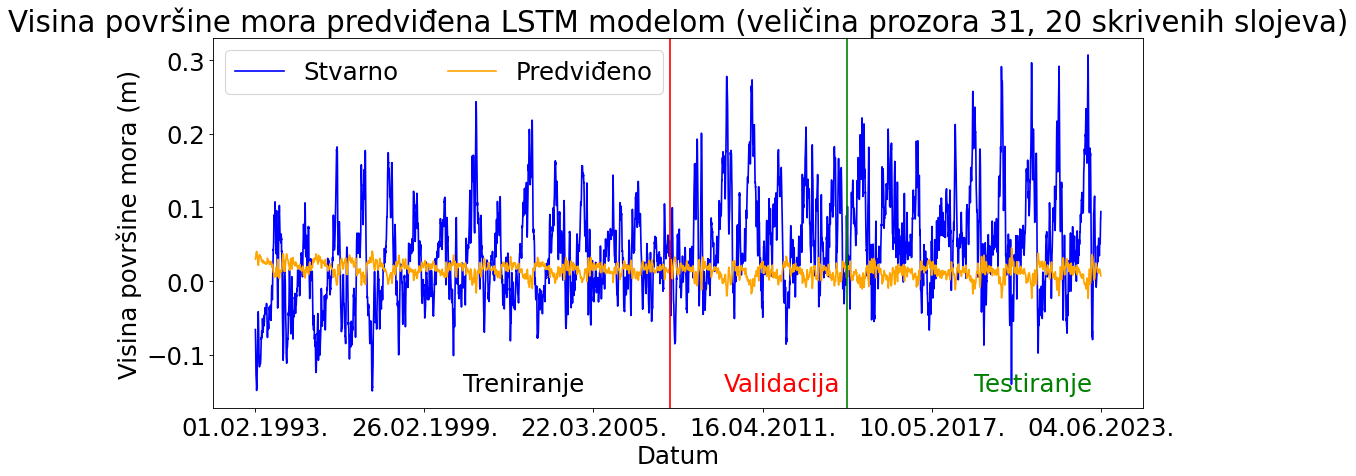 Visina površine mora predviđena LSTM modelom (veličina prozora 31, 20 skrivenih slojeva)
Stvarno
Predviđeno
Visina površine mora (m)
0.3
0.2
0.1
0.0
−0.1
Treniranje
Validacija
Testiranje
01.02.1993.
26.02.1999.
22.03.2005.
16.04.2011.
10.05.2017.
04.06.2023.
Datum